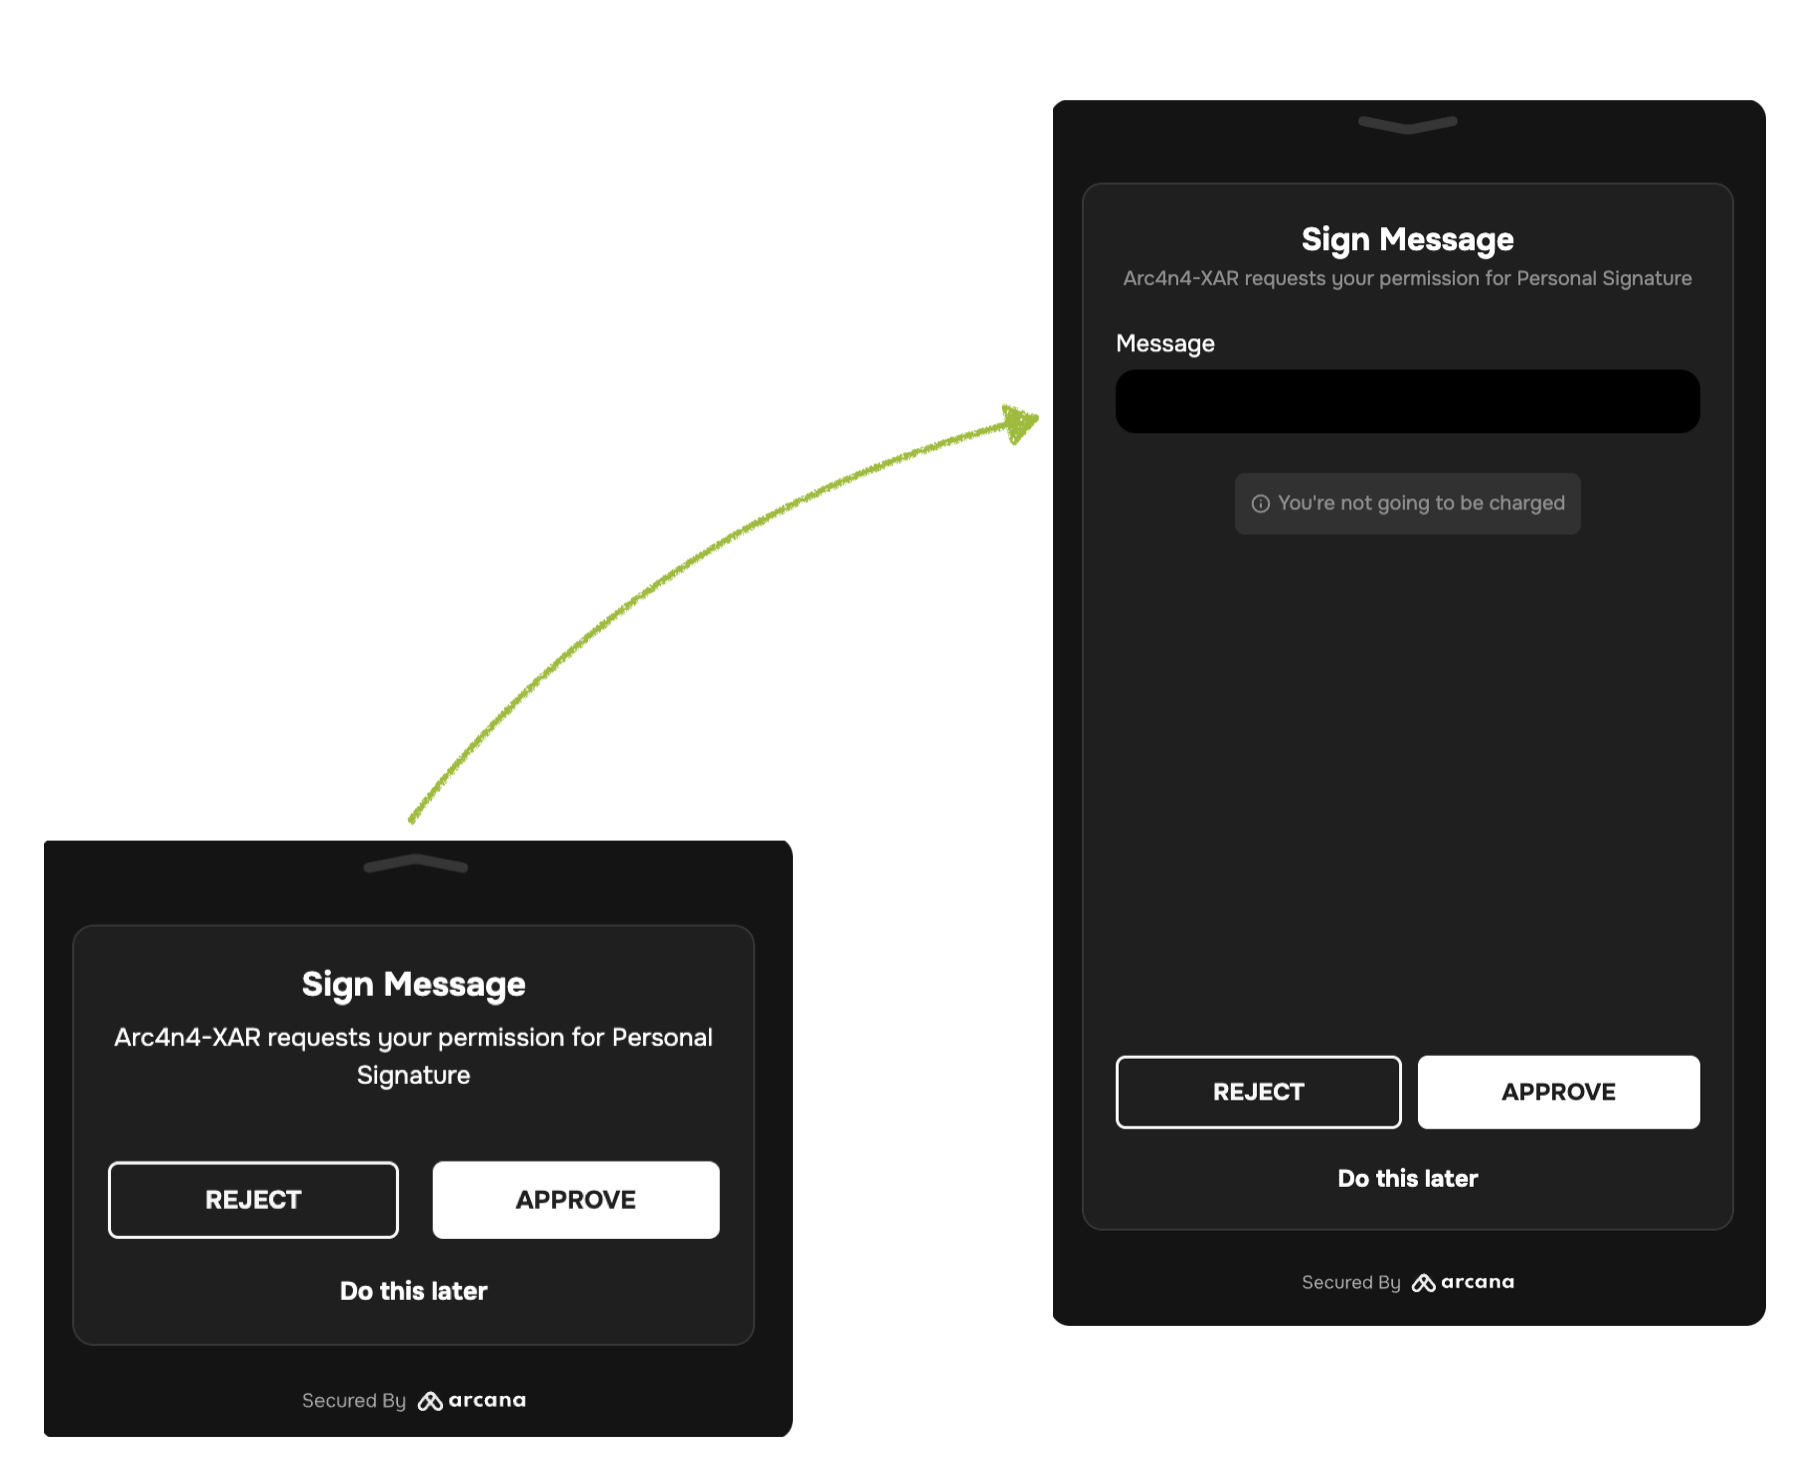 Sign Message
Arc4n4-XAR requests your permission for Personal
Signature
REJECT
APPROVE
Do this later
Secured By arcana
Sign Message
Arc4n4-XAR requests your permission for Personal Signature
Message
You're not going to be charged
REJECT
APPROVE
Do this later
Secured By arcana